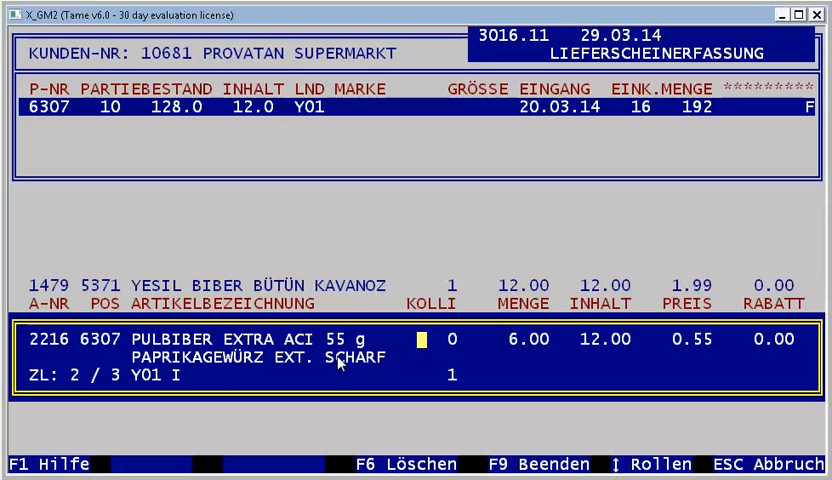 X_GM2 (Tame v6.0 - 30 day evaluation license)
3016.11 29.03.14
KUNDEN-NR: 10681 PROVATAN SUPERMARKT LIEFERSCHEINERFASSUNG
P-NR PARTIEBESTAND INHALT LND MARKE GRÖSSE EINGANG EINK.MENGE *********
6307 10 128.0 12.0 YO1 20.03.14 16 192 F
1479 5371 YESIL BIBER BÜTÜN KAVANOZ 1 12.00 12.00 1.99 0.00
A-NR POS ARTIKELBEZEICHNUNG KOLLI MENGE INHALT PREIS RABATT
2216 6307 PULBIBER EXTRA ACI 55 g 0 6.00 12.00 0.55 0.00
PAPRIKAGEWÜRZ EXT. SCHARF
ZL: 2 / 3 YO1 I 1
F1 Hilfe F6 Löschen F9 Beenden ↕ Rollen ESC Abbruch